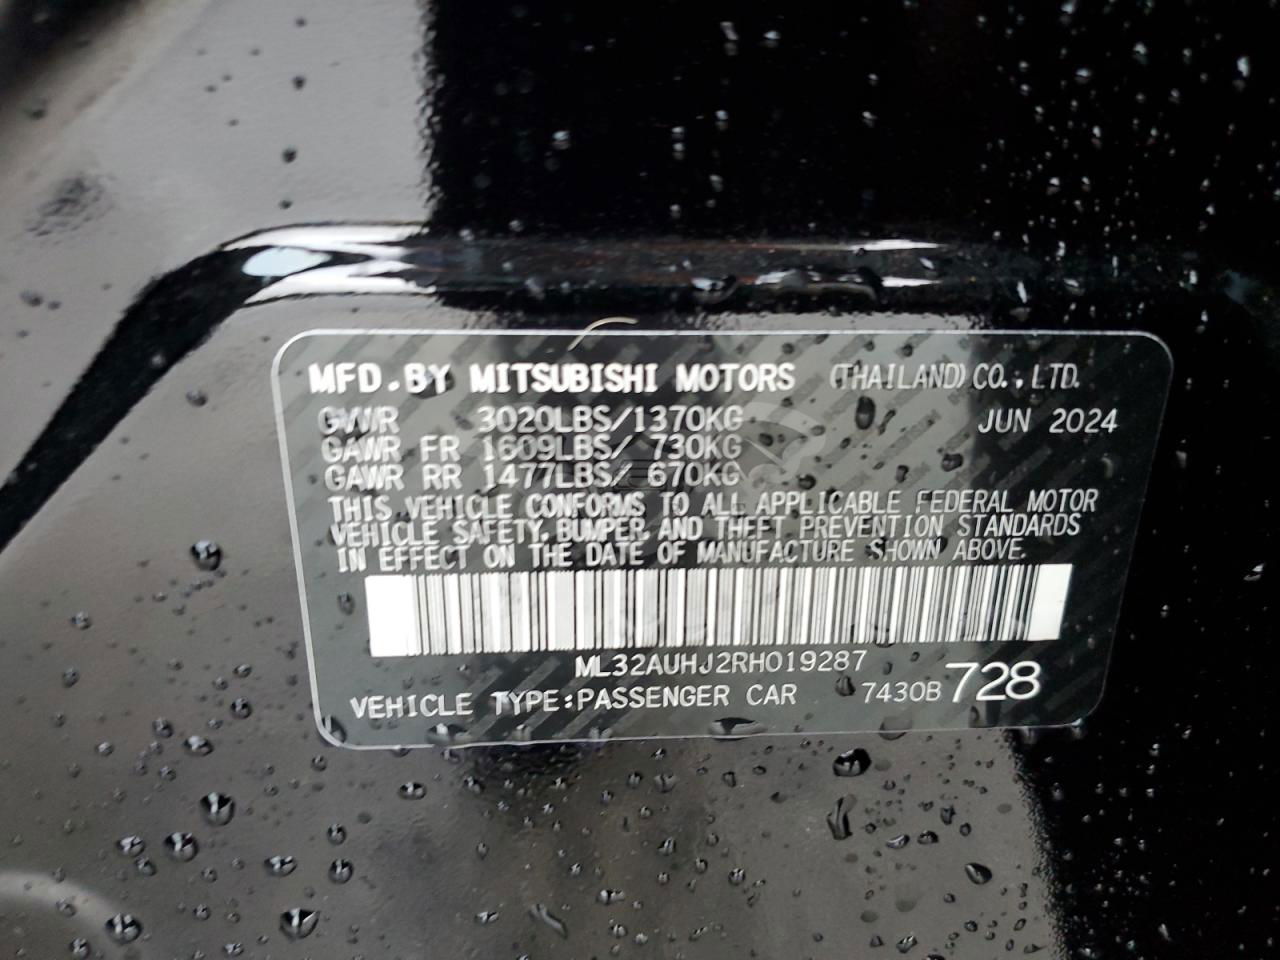 MFD.BY MITSUBISHI MOTORS (THAILAND) CO., LTD.
GVWR 3020LBS/1370KG JUN 2024
GAWR FR 1609LBS/ 730KG
GAWR RR 1477LBS/ 670KG
THIS VEHICLE CONFORMS TO ALL APPLICABLE FEDERAL MOTOR
VEHICLE SAFETY, BUMPER, AND THEFT PREVENTION STANDARDS
IN EFFECT ON THE DATE OF MANUFACTURE SHOWN ABOVE.
ML32AUHJ2RH019287
VEHICLE TYPE:PASSENGER CAR 7430B 728